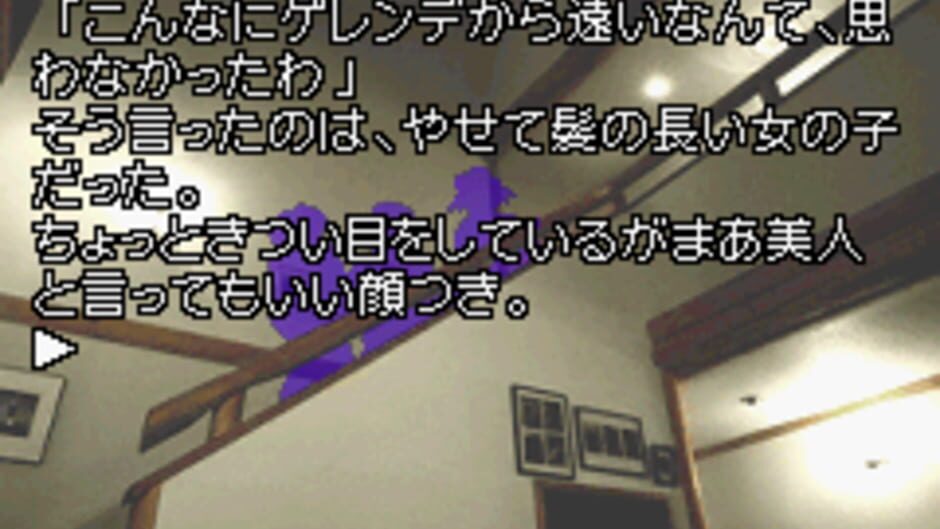 「こんなにゲレンデから遠いなんて、思
わなかったわ」
そう言ったのは、やせて髪の長い女の子
だった。
ちょっときつい目をしているがまあ美人
と言ってもいい顔つき。